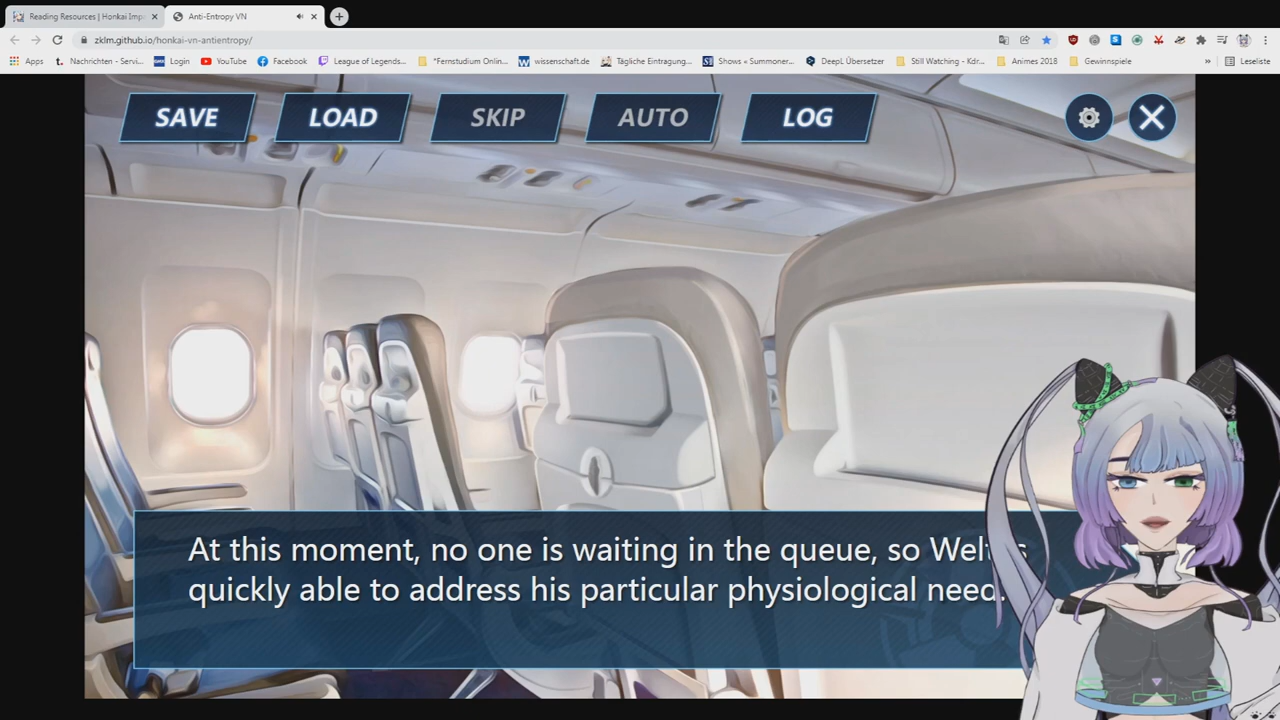 Reading Resources | Honkai Imp
Anti-Entropy VN
zklm.github.io/honkai-vn-antientropy/
Apps
Nachrichten - Servi...
Login
YouTube
Facebook
League of Legends...
*Fernstudium Onlin...
wissenschaft.de
Tägliche Eintragung...
Shows « Summoner...
DeepL Übersetzer
Still Watching - Kdr...
Animes 2018
Gewinnspiele
»
Leseliste
SAVE
LOAD
SKIP
AUTO
LOG
At this moment, no one is waiting in the queue, so Welt is
quickly able to address his particular physiological need.